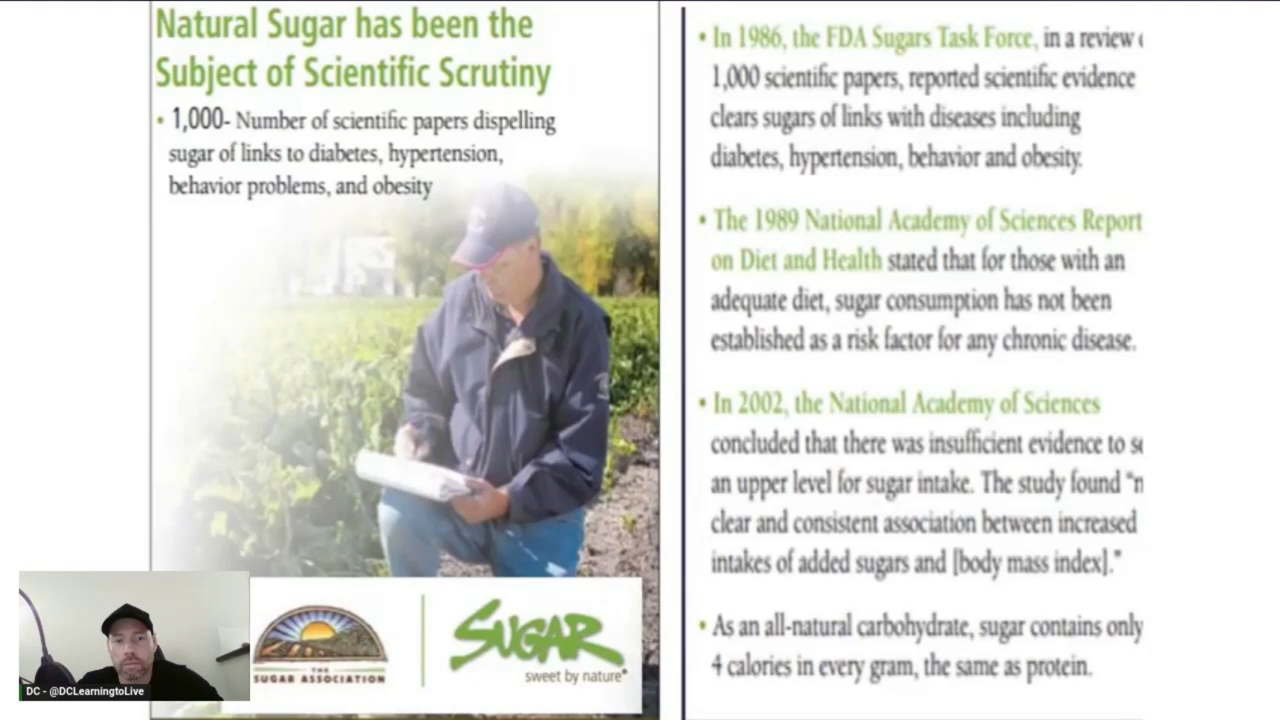 Natural Sugar has been the
Subject of Scientific Scrutiny
• 1,000- Number of scientific papers dispelling
sugar of links to diabetes, hypertension,
behavior problems, and obesity
THE
SUGAR ASSOCIATION
SUGAR
sweet by nature®
DC - @DCLearningtoLive
• In 1986, the FDA Sugars Task Force, in a review
1,000 scientific papers, reported scientific evidence
clears sugars of links with diseases including
diabetes, hypertension, behavior and obesity.
• The 1989 National Academy of Sciences Report
on Diet and Health stated that for those with an
adequate diet, sugar consumption has not been
established as a risk factor for any chronic disease.
• In 2002, the National Academy of Sciences
concluded that there was insufficient evidence to
an upper level for sugar intake. The study found
clear and consistent association between increased
intakes of added sugars and [body mass index]."
• As an all-natural carbohydrate, sugar contains only
4 calories in every gram, the same as protein.